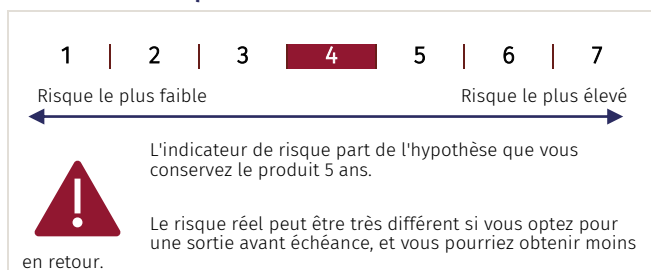 1 | 2 | 3 | 4 | 5 | 6 | 7
Risque le plus faible Risque le plus élevé
L'indicateur de risque part de l'hypothèse que vous
conservez le produit 5 ans.
Le risque réel peut être très différent si vous optez pour
une sortie avant échéance, et vous pourriez obtenir moins
en retour.